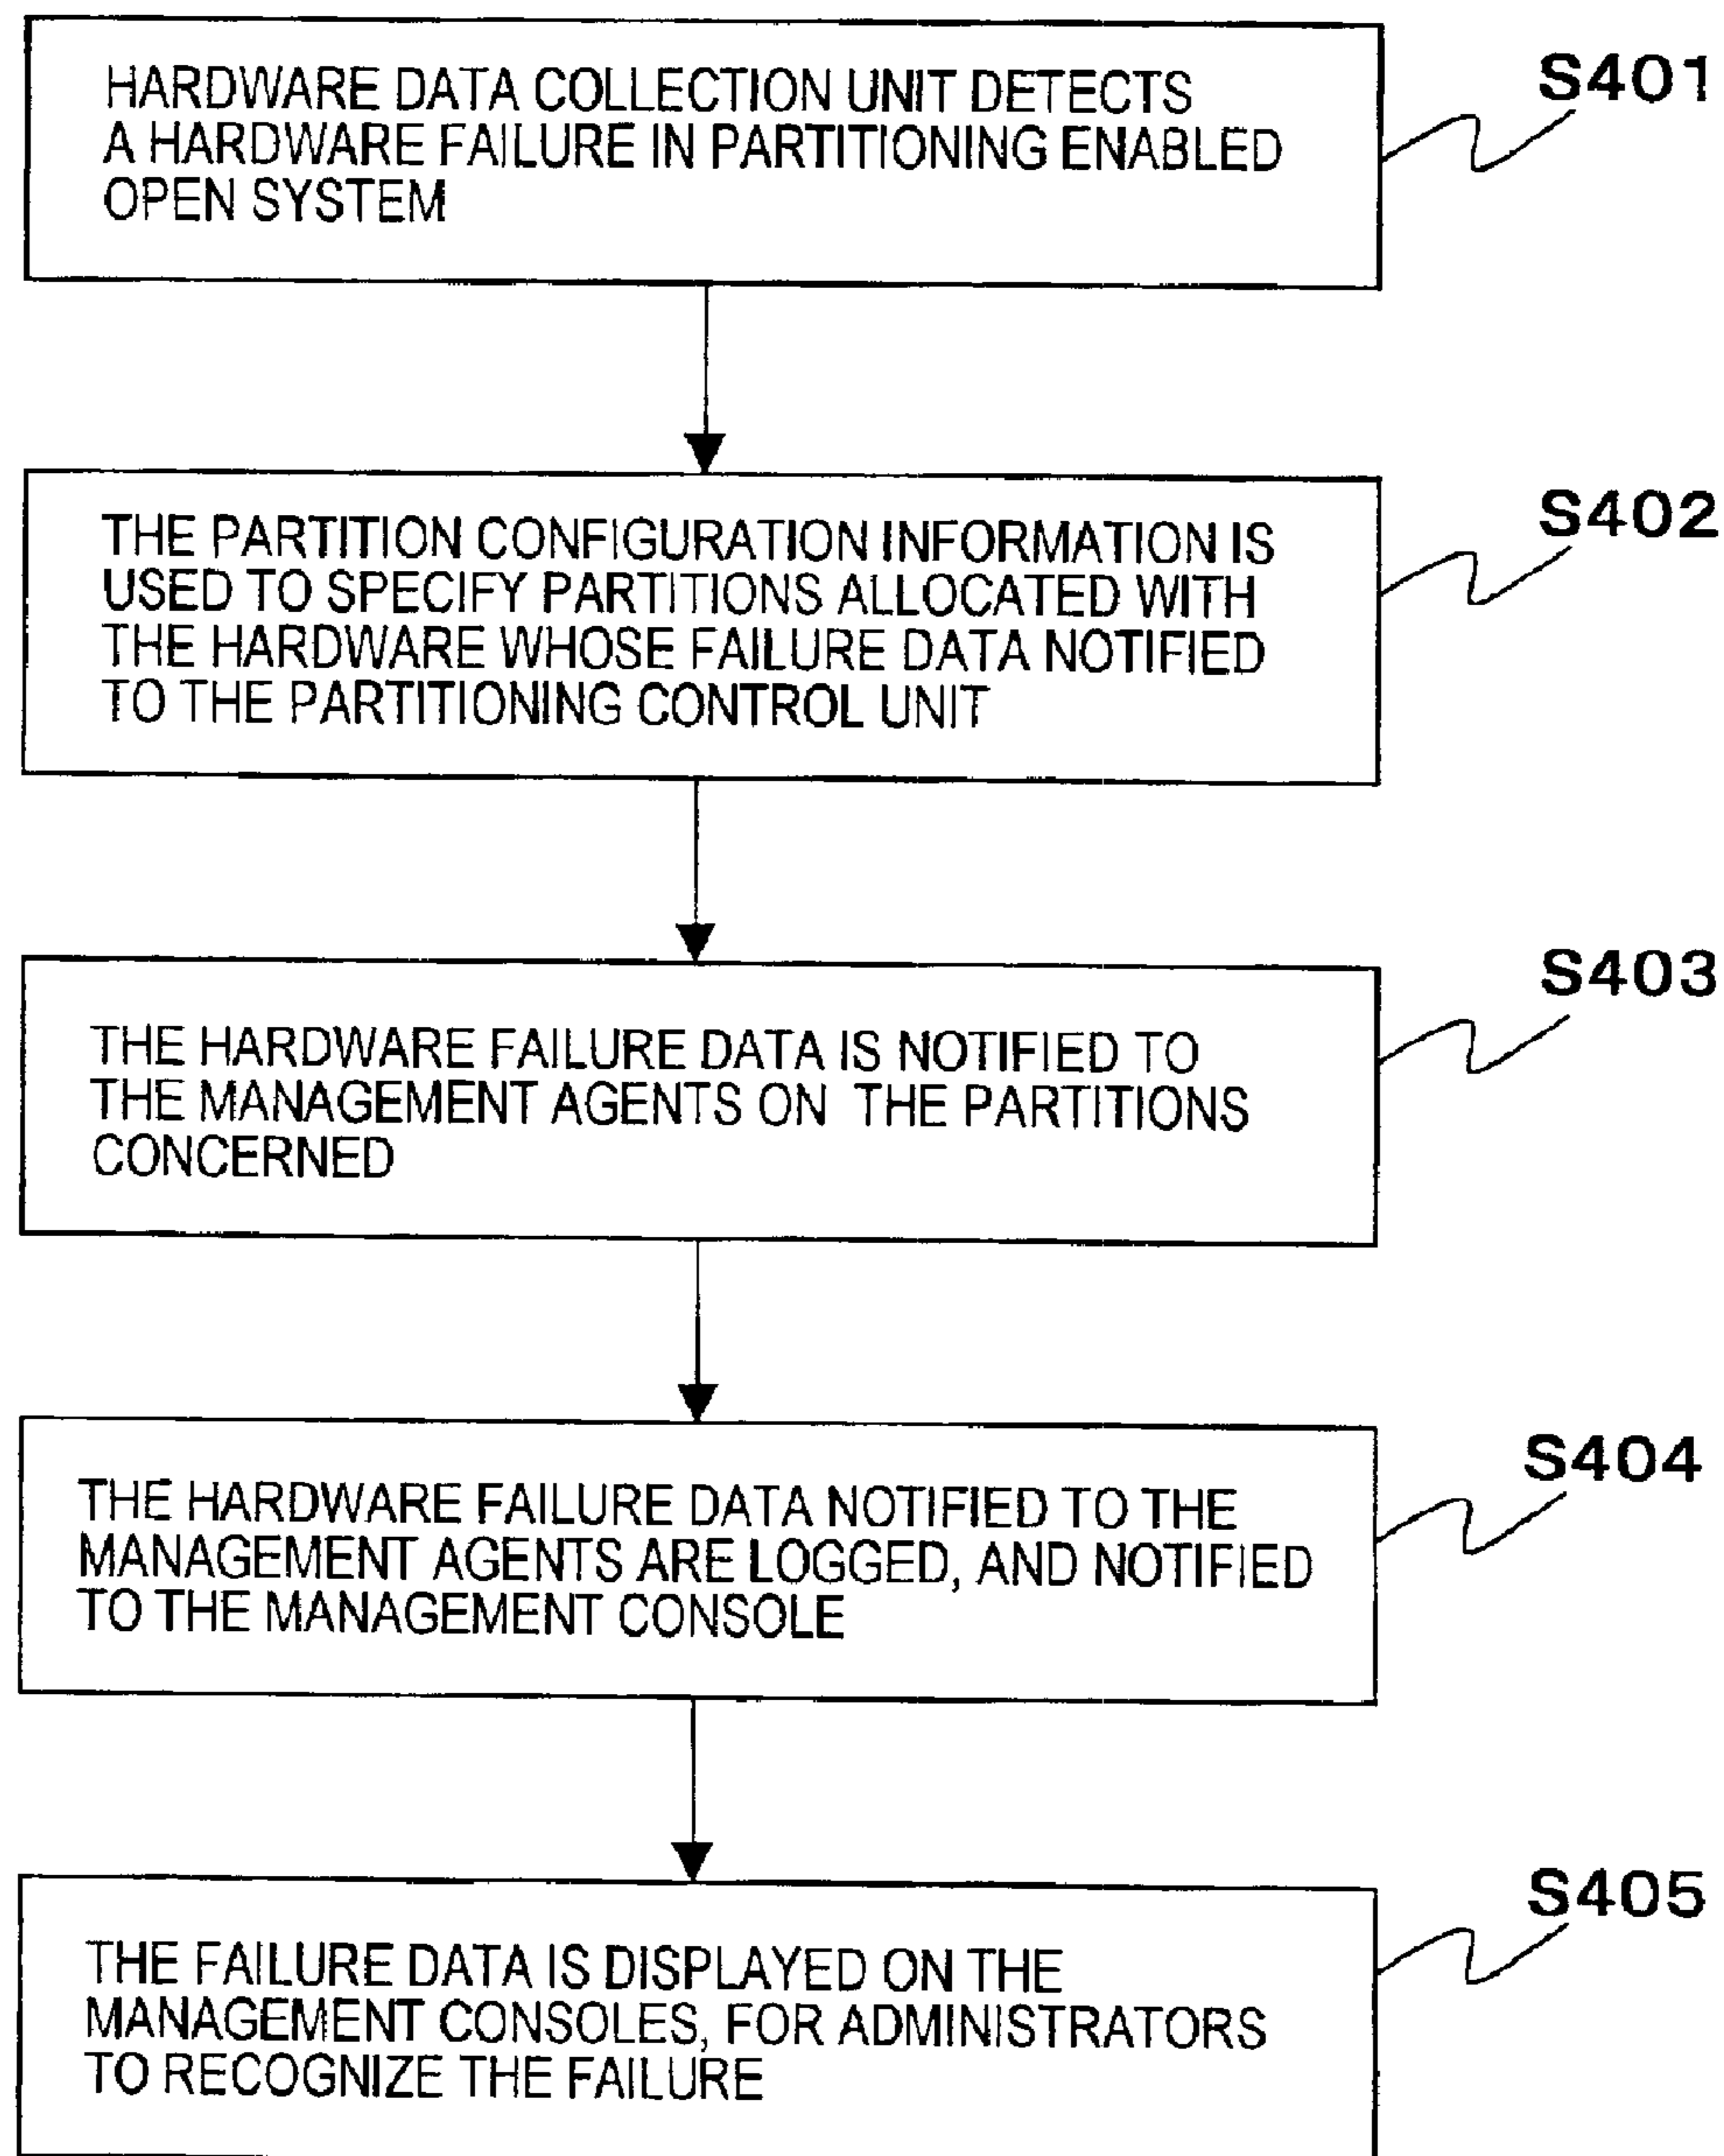 HARDWARE DATA COLLECTION UNIT DETECTS
A HARDWARE FAILURE IN PARTITIONING ENABLED
OPEN SYSTEM
S401
THE PARTITION CONFIGURATION INFORMATION IS
USED TO SPECIFY PARTITIONS ALLOCATED WITH
THE HARDWARE WHOSE FAILURE DATA NOTIFIED
TO THE PARTITIONING CONTROL UNIT
S402
THE HARDWARE FAILURE DATA IS NOTIFIED TO
THE MANAGEMENT AGENTS ON THE PARTITIONS
CONCERNED
S403
THE HARDWARE FAILURE DATA NOTIFIED TO THE
MANAGEMENT AGENTS ARE LOGGED, AND NOTIFIED
TO THE MANAGEMENT CONSOLE
S404
THE FAILURE DATA IS DISPLAYED ON THE
MANAGEMENT CONSOLES, FOR ADMINISTRATORS
TO RECOGNIZE THE FAILURE
S405